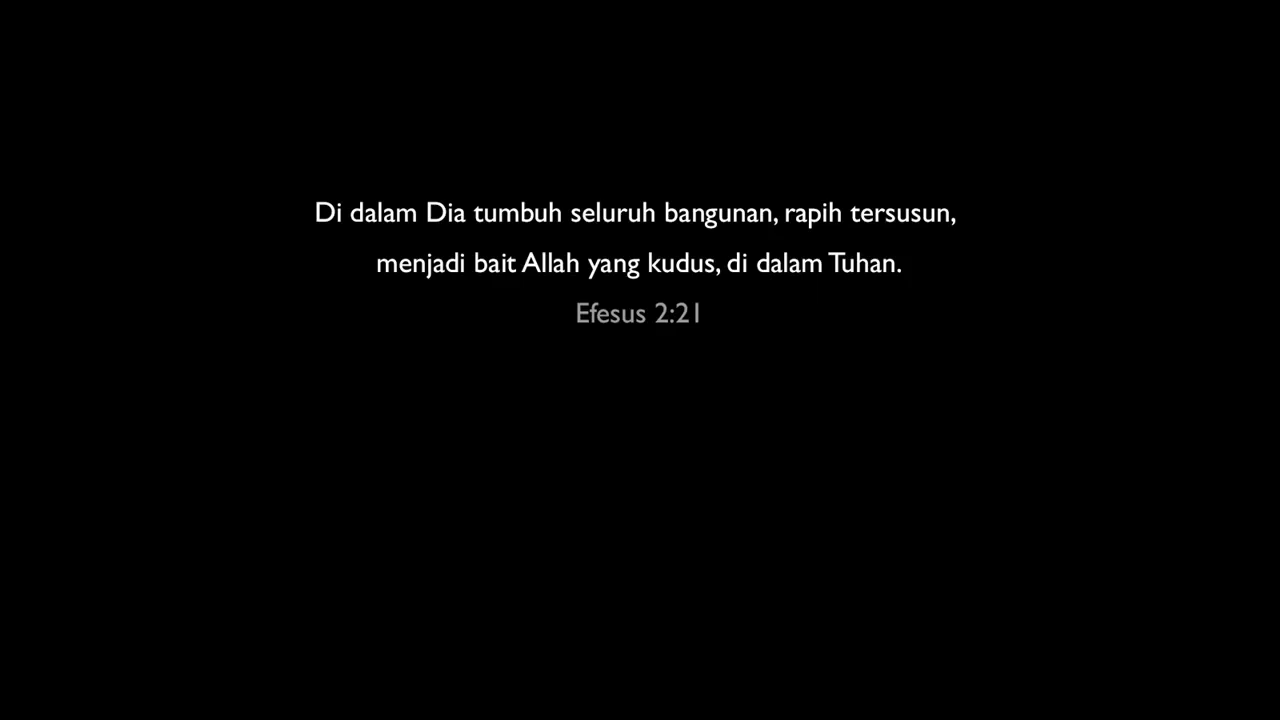 Di dalam Dia tumbuh seluruh bangunan, rapih tersusun,
menjadi bait Allah yang kudus, di dalam Tuhan.
Efesus 2:21